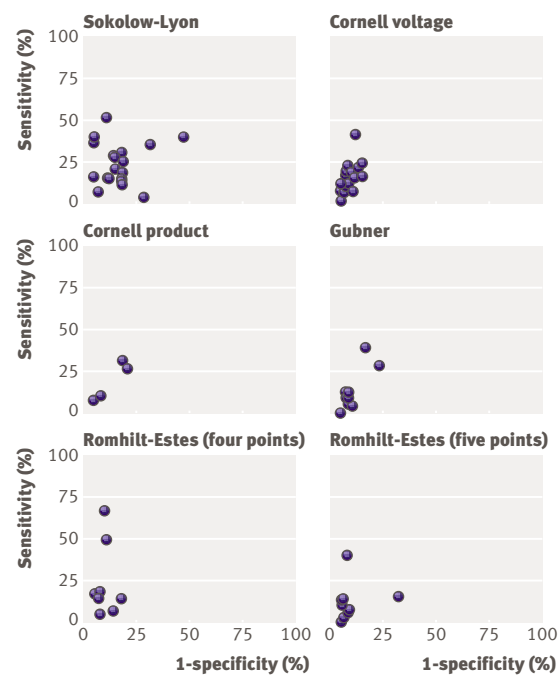 Sokolow-Lyon
Cornell voltage
Sensitivity (%)
100
75
50
25
0
Cornell product
Gubner
Sensitivity (%)
100
75
50
25
0
Romhilt-Estes (four points)
Romhilt-Estes (five points)
Sensitivity (%)
100
75
50
25
0
0 25 50 75 100
0 25 50 75 100
1-specificity (%)
1-specificity (%)